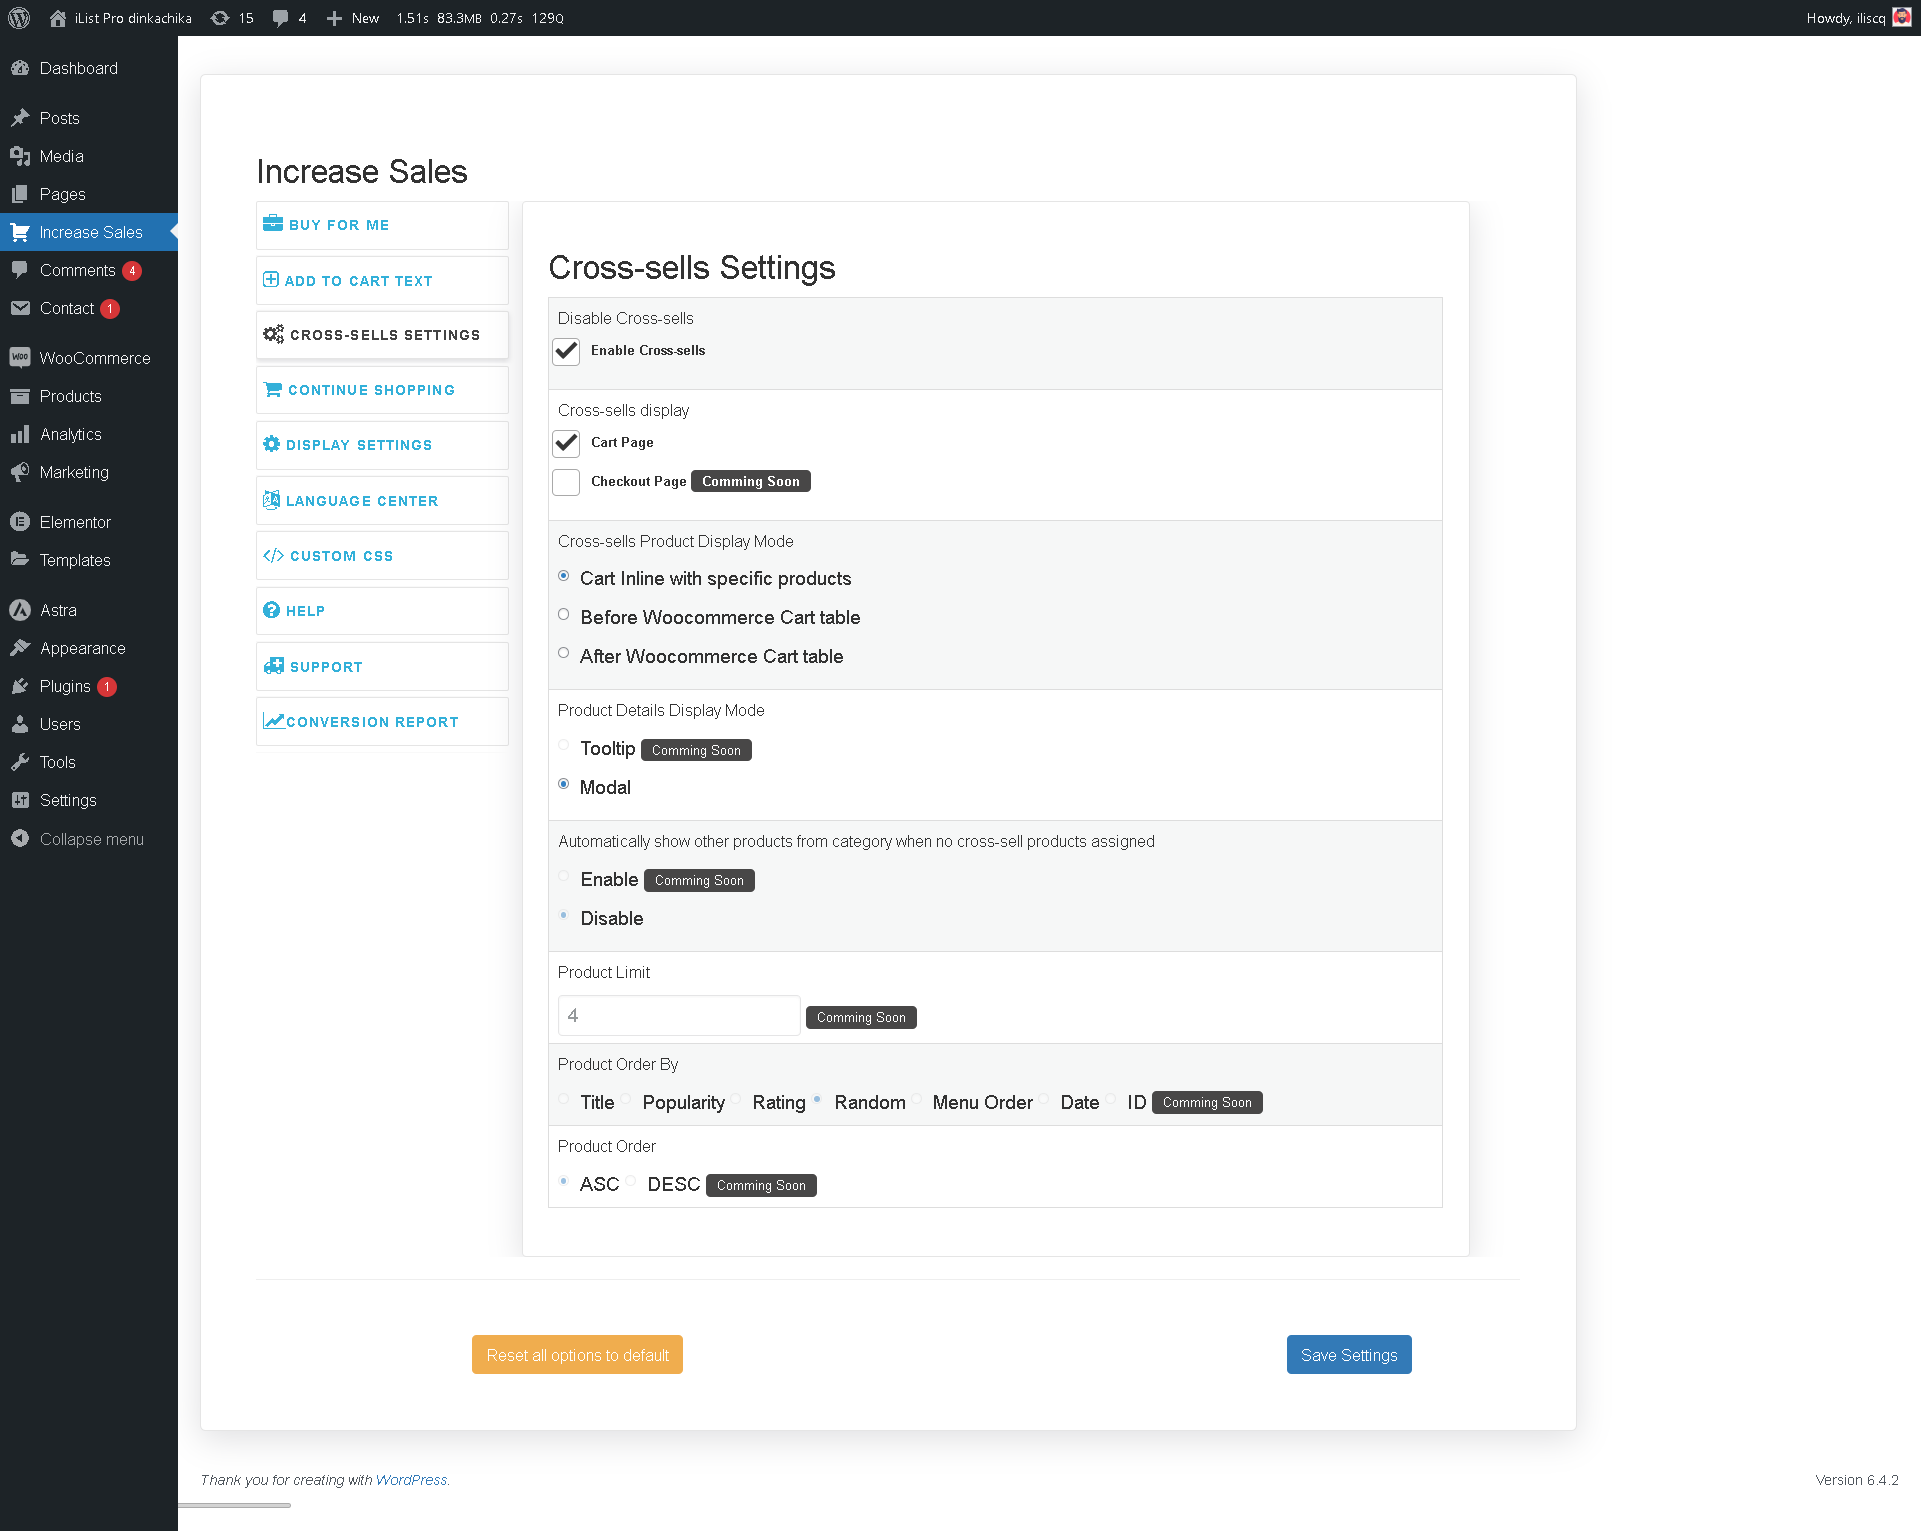 iList Pro dinkachika 15 4 New 1.51s 83.3MB 0.27s 129Q
Howdy, iliscq
Dashboard
Posts
Media
Pages
Increase Sales
Comments 4
Contact 1
WooCommerce
Products
Analytics
Marketing
Elementor
Templates
Astra
Appearance
Plugins 1
Users
Tools
Settings
Collapse menu
Increase Sales
BUY FOR ME
ADD TO CART TEXT
CROSS-SELLS SETTINGS
CONTINUE SHOPPING
DISPLAY SETTINGS
LANGUAGE CENTER
CUSTOM CSS
HELP
SUPPORT
CONVERSION REPORT
Cross-sells Settings
Disable Cross-sells
Enable Cross-sells
Cross-sells display
Cart Page
Checkout Page Comming Soon
Cross-sells Product Display Mode
Cart Inline with specific products
Before Woocommerce Cart table
After Woocommerce Cart table
Product Details Display Mode
Tooltip Comming Soon
Modal
Automatically show other products from category when no cross-sell products assigned
Enable Comming Soon
Disable
Product Limit
4 Comming Soon
Product Order By
Title Popularity Rating Random Menu Order Date ID Comming Soon
Product Order
ASC DESC Comming Soon
Reset all options to default
Save Settings
Thank you for creating with WordPress.
Version 6.4.2